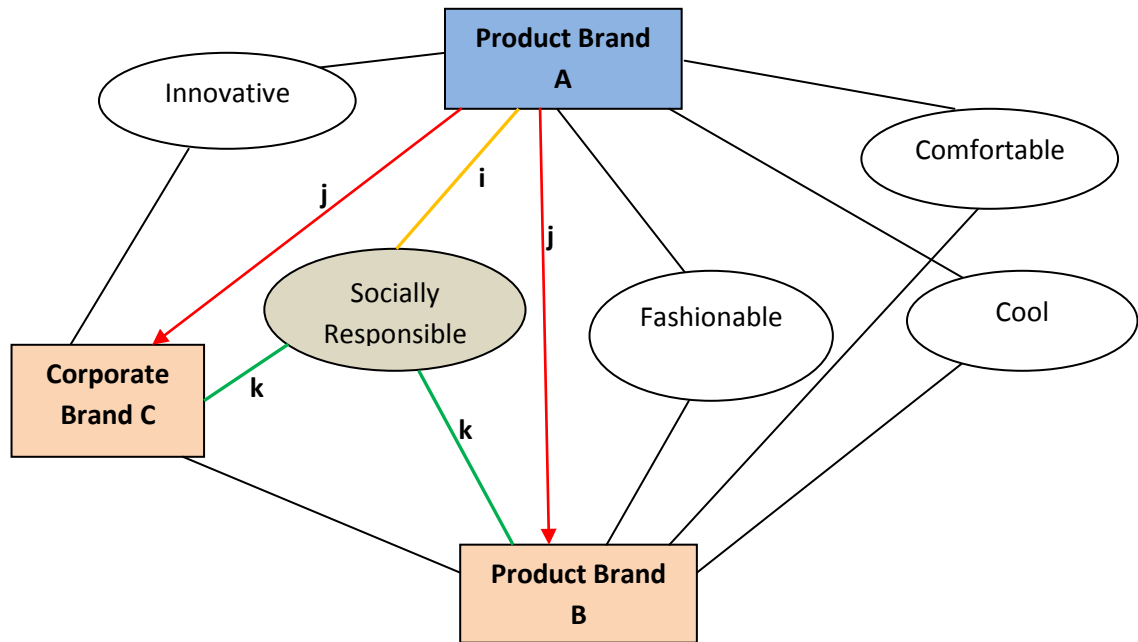 Product Brand
A
Innovative
Comfortable
i
j
j
Socially
Responsible
Fashionable
Cool
Corporate
Brand C
k
k
Product Brand
B